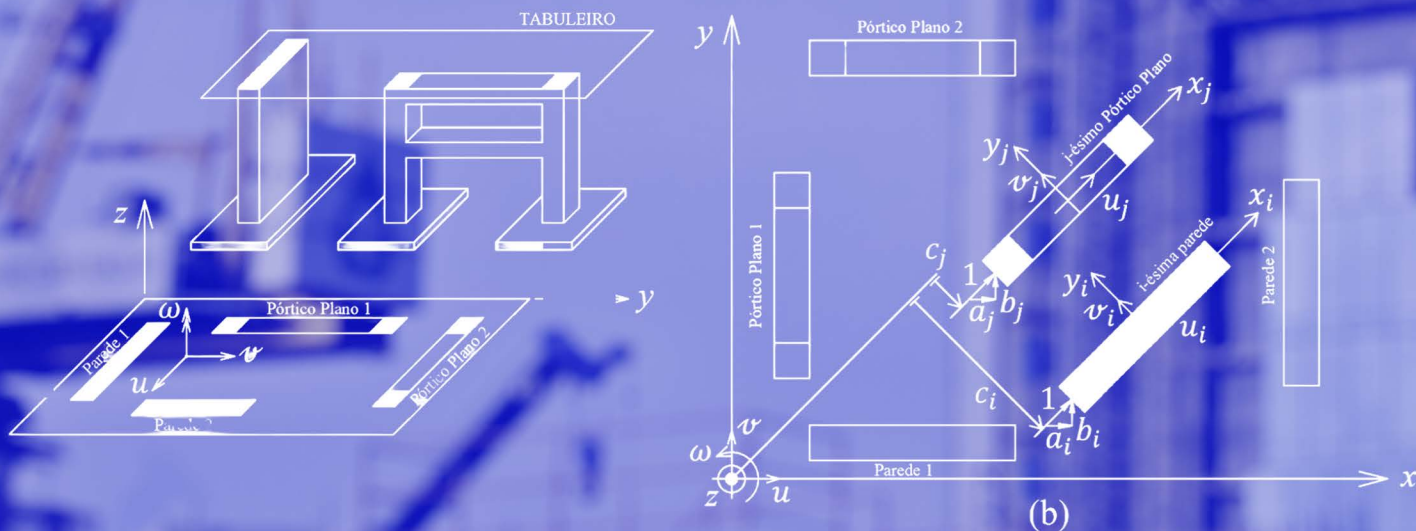 TABULEIRO
z
y
Pórtico Plano 1
Parede 1
ω
v
u
Pórtico Plano 2
y
Pórtico Plano 2
j-ésimo Pórtico Plano
x_j
y_j
v_j
u_j
Pórtico Plano 1
c_j
1
a_j
b_j
i-ésima parede
x_i
y_i
v_i
u_i
Parede 2
c_i
1
a_i
b_i
v
ω
z
u
Parede 1
x
(b)